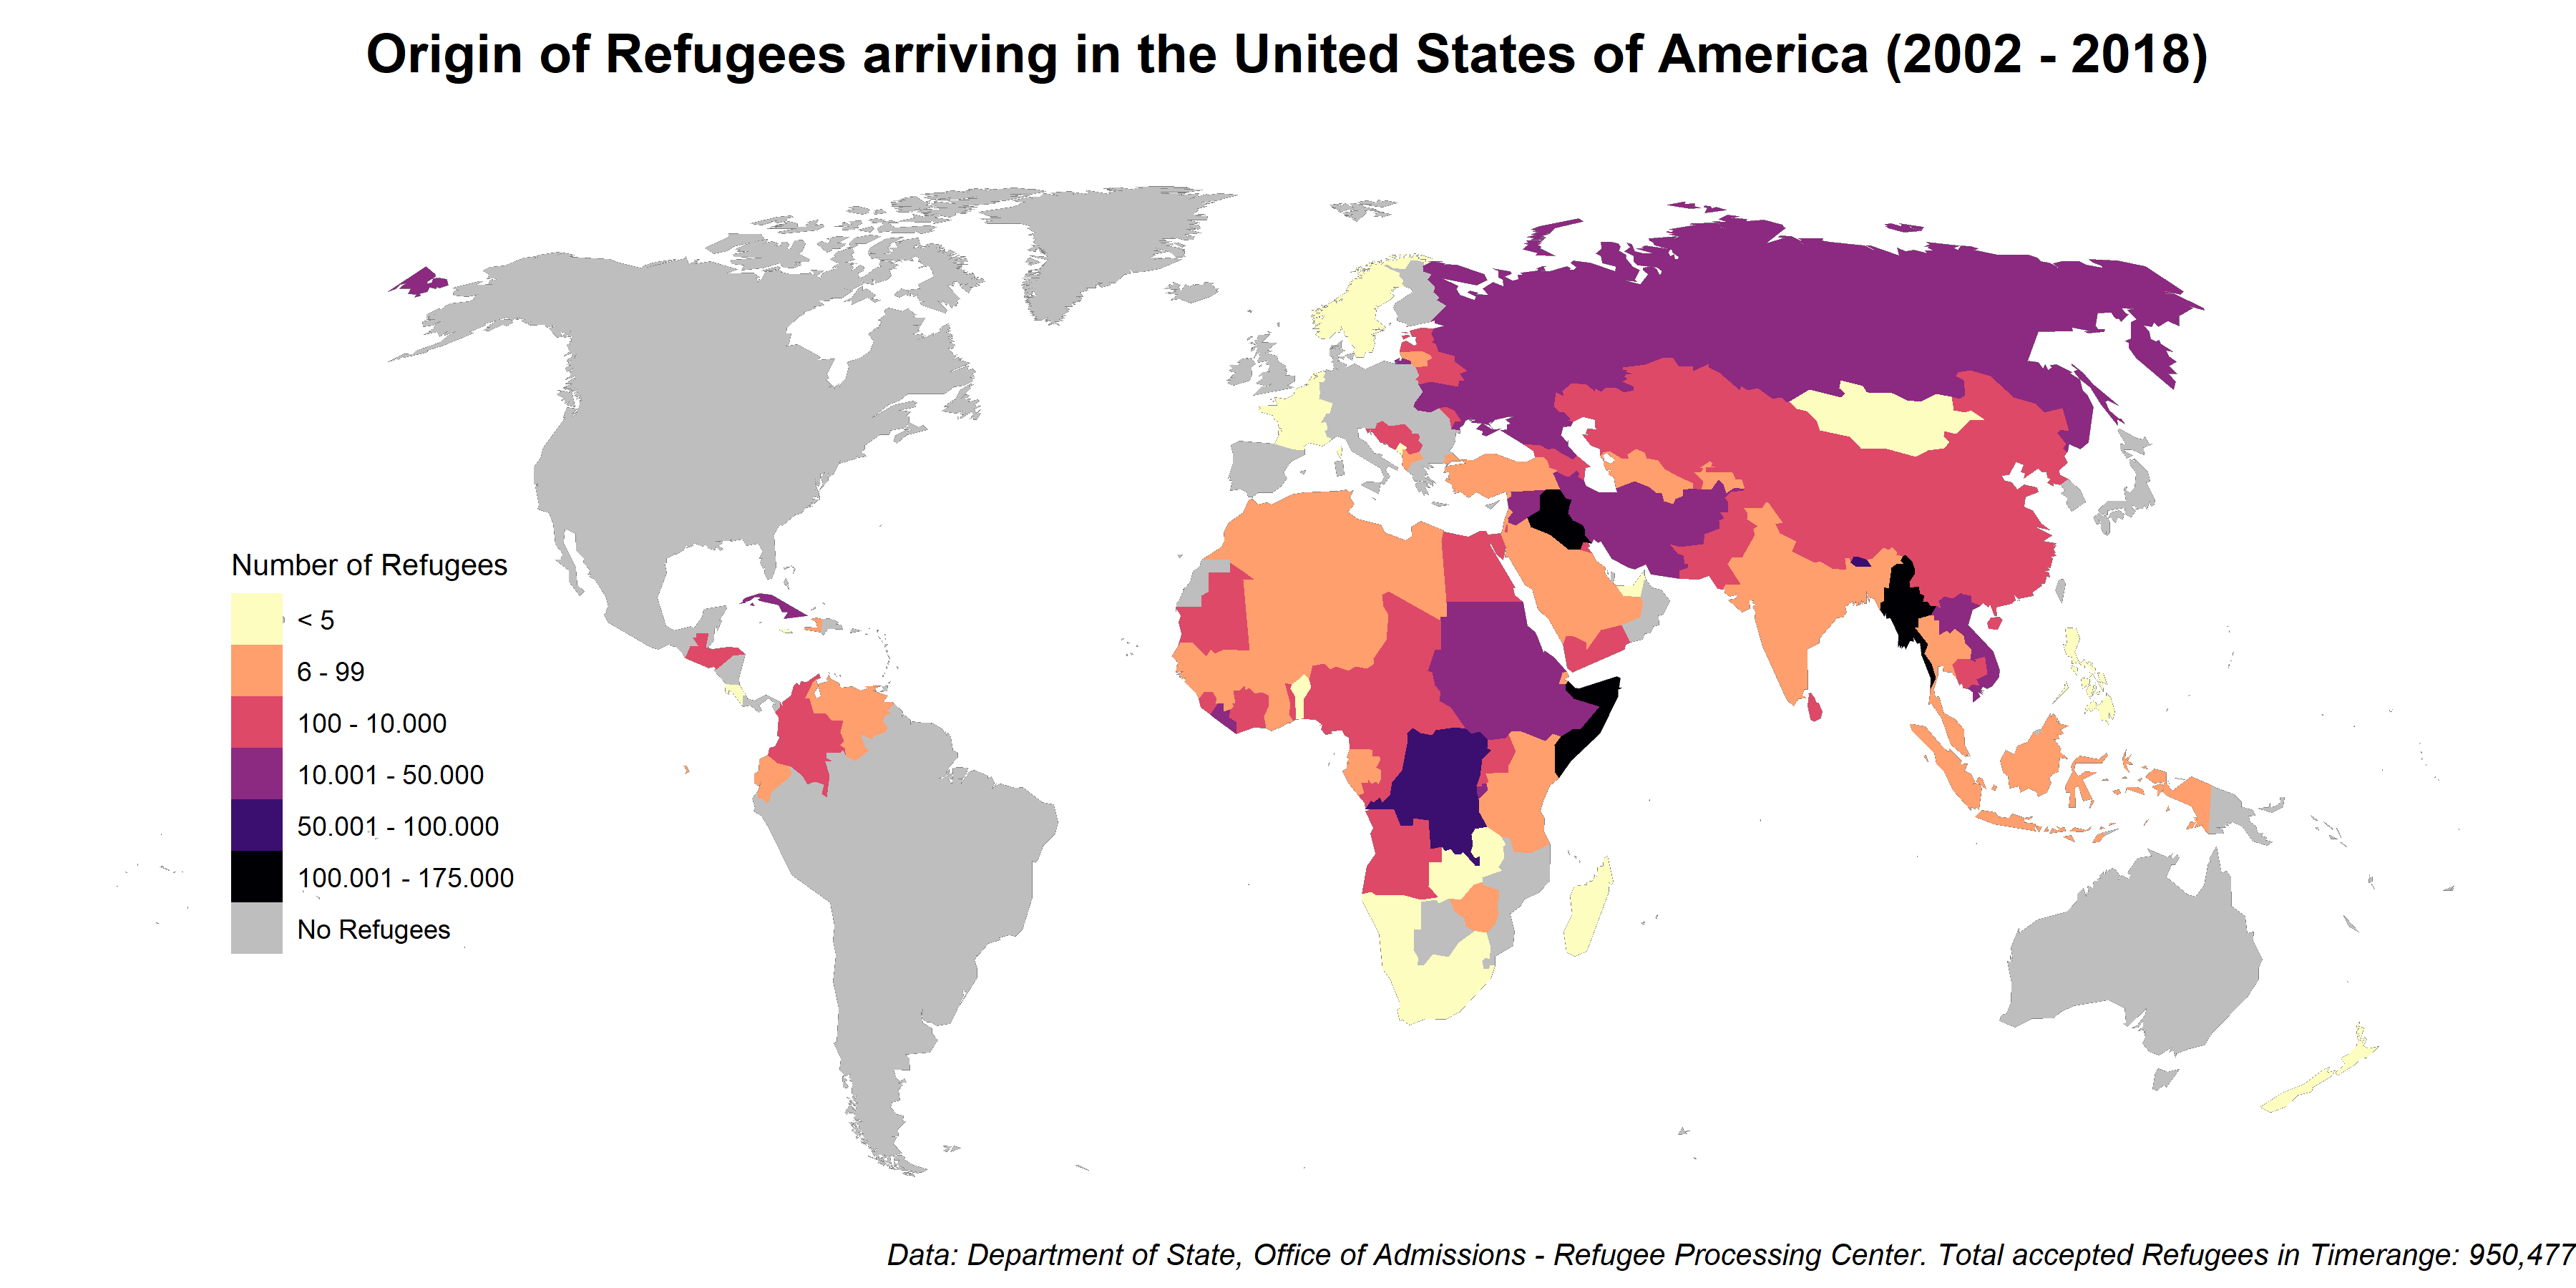 Origin of Refugees arriving in the United States of America (2002 - 2018)
Number of Refugees
< 5
6 - 99
100 - 10.000
10.001 - 50.000
50.001 - 100.000
100.001 - 175.000
No Refugees
Data: Department of State, Office of Admissions - Refugee Processing Center. Total accepted Refugees in Timerange: 950,477